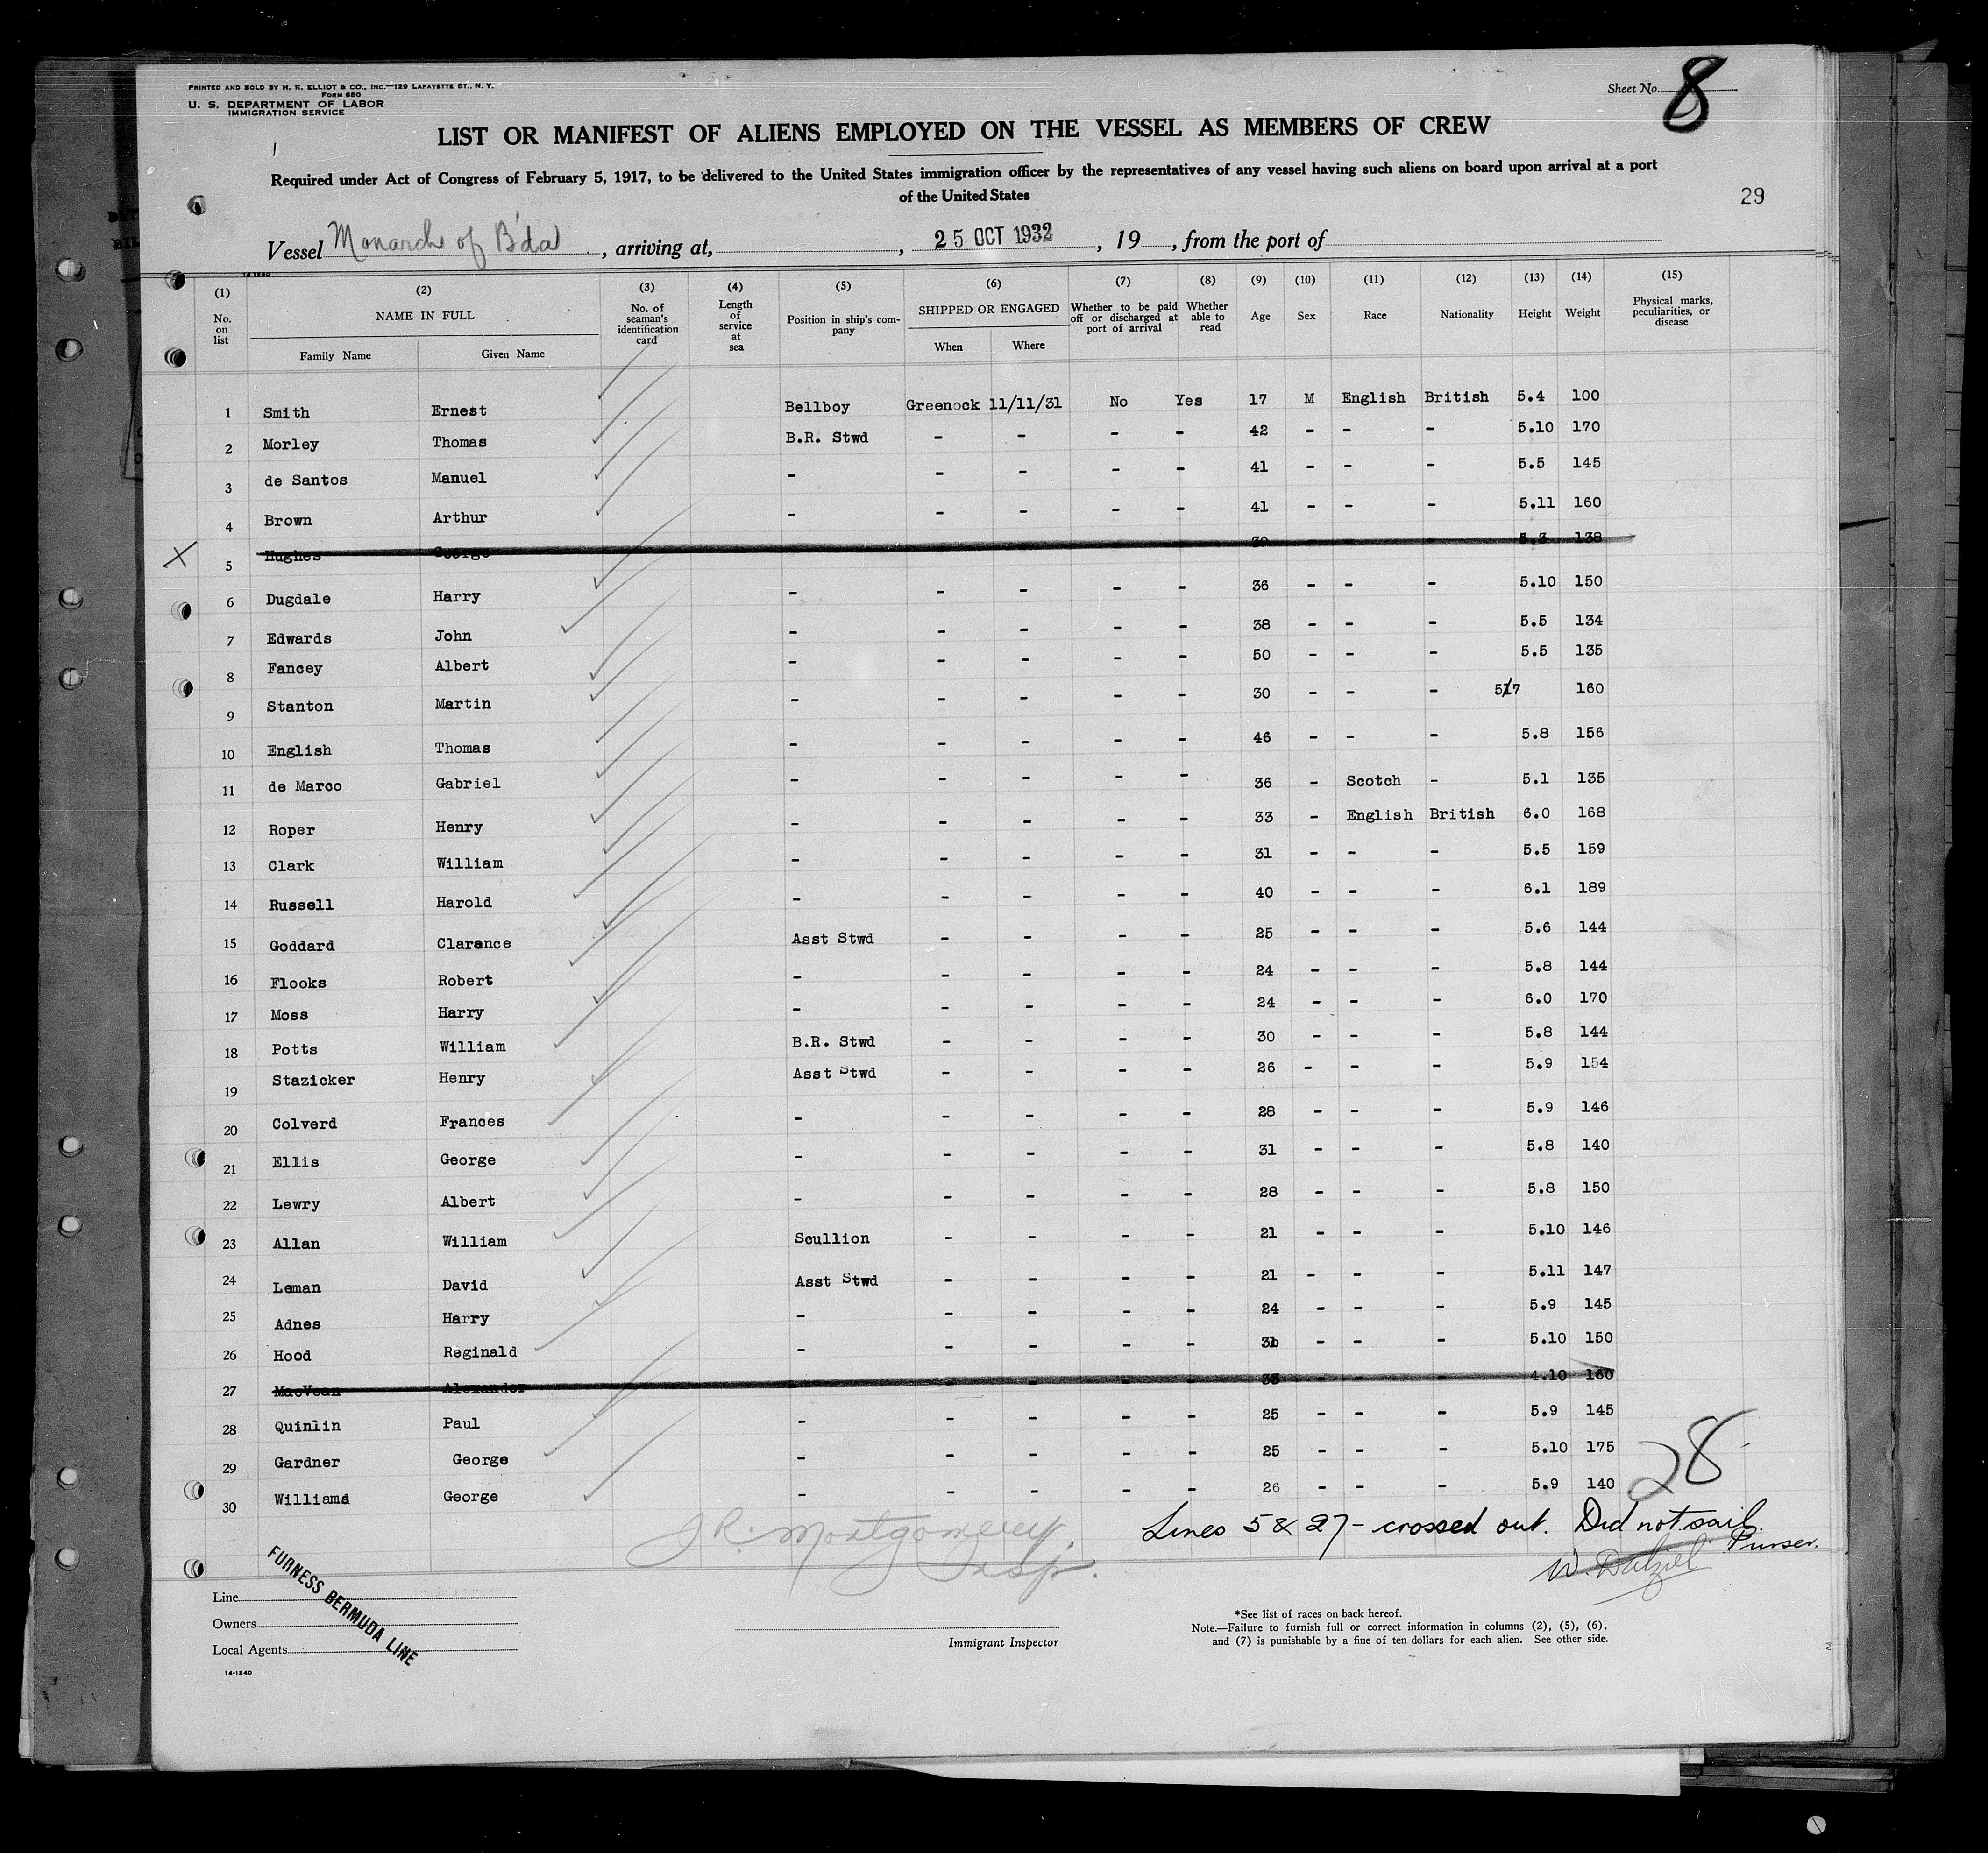 PRINTED AND SOLD BY H. K. ELLIOT & CO., INC.—129 LAFAYETTE ST., N. Y.
FORM 680
U. S. DEPARTMENT OF LABOR
IMMIGRATION SERVICE
Sheet No. 8
LIST OR MANIFEST OF ALIENS EMPLOYED ON THE VESSEL AS MEMBERS OF CREW
Required under Act of Congress of February 5, 1917, to be delivered to the United States immigration officer by the representatives of any vessel having such aliens on board upon arrival at a port
of the United States
29
Vessel Monarch of B'da, arriving at, , 25 OCT 1932, 19 , from the port of
14-1240
(1) (2) (3) (4) (5) (6) (7) (8) (9) (10) (11) (12) (13) (14) (15)
No. on list NAME IN FULL No. of seaman's identification card Length of service at sea Position in ship's company SHIPPED OR ENGAGED Whether to be paid off or discharged at port of arrival Whether able to read Age Sex Race Nationality Height Weight Physical marks, peculiarities, or disease
Family Name Given Name When Where
1 Smith Ernest Bellboy Greenock 11/11/31 No Yes 17 M English British 5.4 100
2 Morley Thomas B.R. Stwd - - - - 42 - - - 5.10 170
3 de Santos Manuel - - - - - 41 - - - 5.5 145
4 Brown Arthur - - - - - 41 - - - 5.11 160
X 5 Hughes George 5.3 138
6 Dugdale Harry - - - - - 36 - - - 5.10 150
7 Edwards John - - - - - 38 - - - 5.5 134
8 Fancey Albert - - - - - 50 - - - 5.5 135
9 Stanton Martin - - - - - 30 - - - 5/7 160
10 English Thomas - - - - - 46 - - - 5.8 156
11 de Marco Gabriel - - - - - 36 - Scotch - 5.1 135
12 Roper Henry - - - - - 33 - English British 6.0 168
13 Clark William - - - - - 31 - - - 5.5 159
14 Russell Harold - - - - - 40 - - - 6.1 189
15 Goddard Clarence Asst Stwd - - - - 25 - - - 5.6 144
16 Flooks Robert - - - - - 24 - - - 5.8 144
17 Moss Harry - - - - - 24 - - - 6.0 170
18 Potts William B.R. Stwd - - - - 30 - - - 5.8 144
19 Stazicker Henry Asst Stwd - - - - 26 - - - 5.9 154
20 Colverd Frances - - - - - 28 - - - 5.9 146
21 Ellis George - - - - - 31 - - - 5.8 140
22 Lewry Albert - - - - - 28 - - - 5.8 150
23 Allan William Scullion - - - - 21 - - - 5.10 146
24 Leman David Asst Stwd - - - - 21 - - - 5.11 147
25 Adnes Harry - - - - - 24 - - - 5.9 145
26 Hood Reginald - - - - - - - - 5.10 150
27 MacVean Alexander - - - - - 33 - - - 4.10 160
28 Quinlin Paul - - - - - 25 - - - 5.9 145
29 Gardner George - - - - - 25 - - - 5.10 175
30 Williams George - - - - - 26 - - - 5.9 140
28
J.R. Montgomery
Insp.
Lines 5 & 27 - crossed out. Did not sail.
W. Dalziel Purser.
Line
Owners
Local Agents
FURNESS BERMUDA LINE
14-1240
Immigrant Inspector
*See list of races on back hereof.
Note.—Failure to furnish full or correct information in columns (2), (5), (6),
and (7) is punishable by a fine of ten dollars for each alien. See other side.